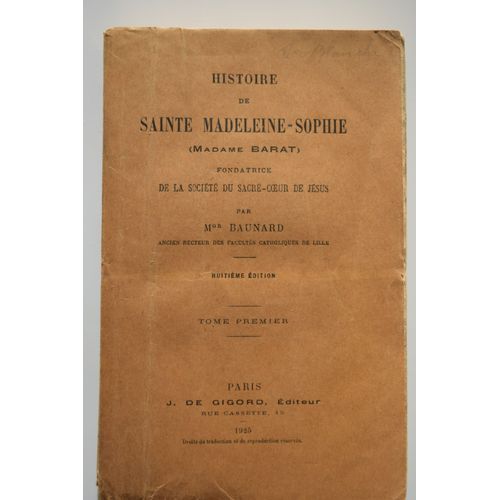 HISTOIRE
DE
SAINTE MADELEINE-SOPHIE
(MADAME BARAT)
FONDATRICE
DE LA SOCIÉTÉ DU SACRÉ-CŒUR DE JÉSUS
PAR
MGR BAUNARD
ANCIEN RECTEUR DES FACULTÉS CATHOLIQUES DE LILLE
HUITIÈME ÉDITION
TOME PREMIER
PARIS
J. DE GIGORD, Éditeur
RUE CASSETTE, 15
1925
Droits de traduction et de reproduction réservés.